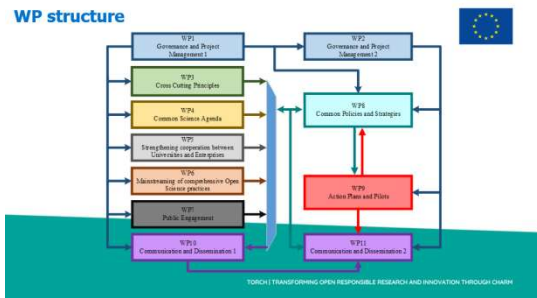 WP structure
WP1
Governance and Project
Management 1
WP2
Governance and Project
Management 2
WP3
Cross Cutting Principles
WP4
Common Science Agenda
WP5
Strengthening cooperation between
Universities and Enterprises
WP6
Mainstreaming of comprehensive Open
Science practices
WP7
Public Engagement
WP8
Common Policies and Strategies
WP9
Action Plans and Pilots
WP10
Communication and Dissemination 1
WP11
Communication and Dissemination 2
TORCH | TRANSFORMING OPEN RESPONSIBLE RESEARCH AND INNOVATION THROUGH CHARM